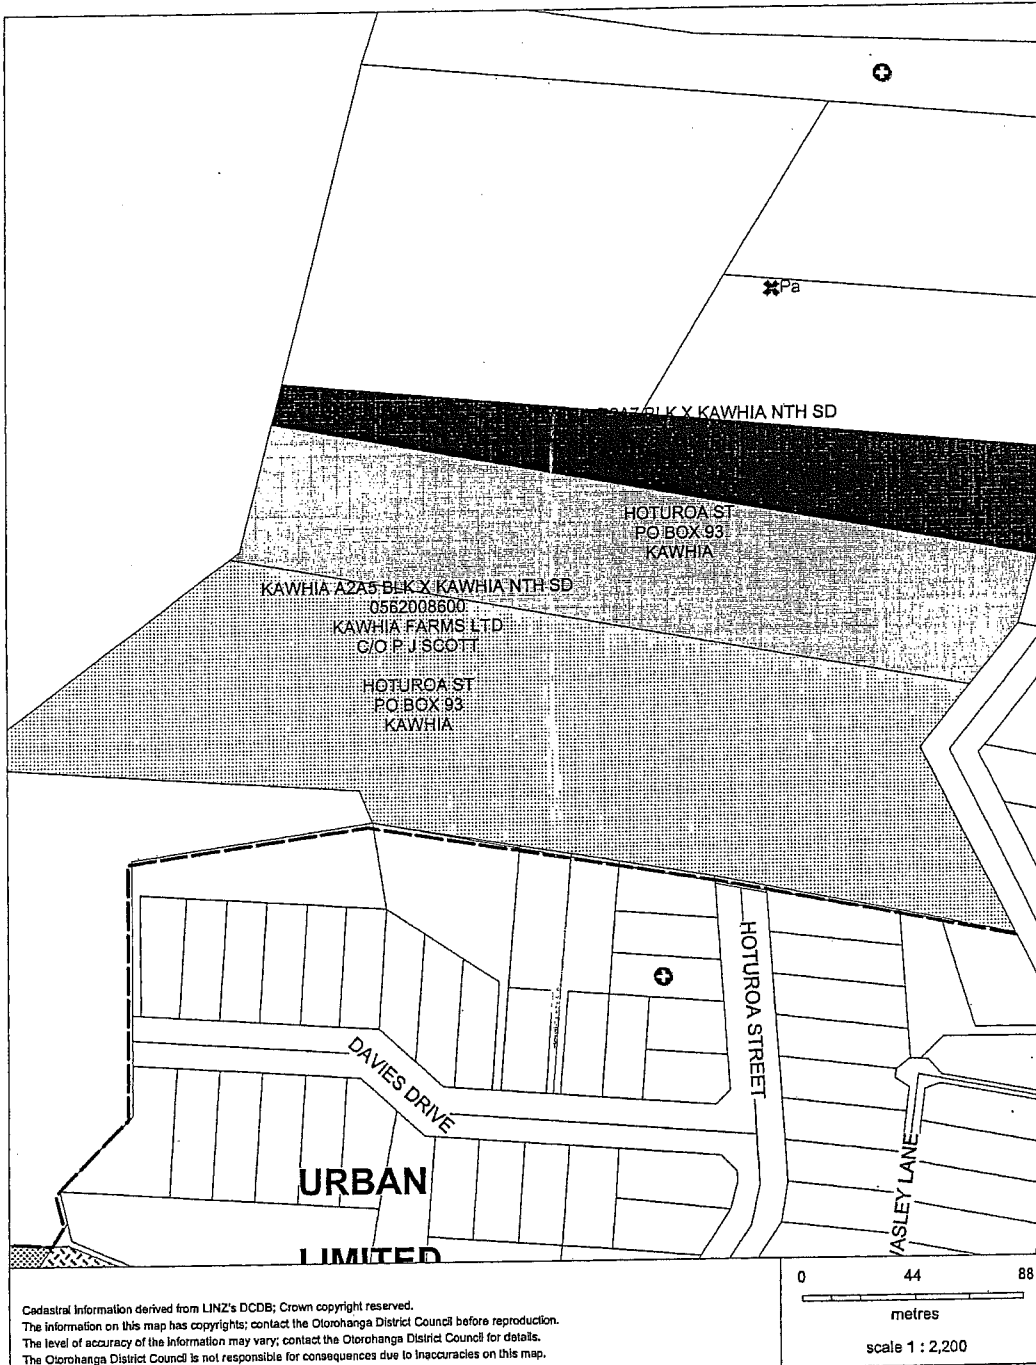 Pa
BLK X KAWHIA NTH SD
HOTUROA ST
PO BOX 93
KAWHIA
KAWHIA A2A5 BLK X KAWHIA NTH SD
0562008600
KAWHIA FARMS LTD
C/O P J SCOTT
HOTUROA ST
PO BOX 93
KAWHIA
HOTUROA STREET
DAVIES DRIVE
VASLEY LANE
URBAN
LIMITED
Cadastral information derived from LINZ's DCDB; Crown copyright reserved.
The information on this map has copyrights; contact the Otorohanga District Council before reproduction.
The level of accuracy of the information may vary; contact the Otorohanga District Council for details.
The Otorohanga District Council is not responsible for consequences due to inaccuracies on this map.
0 44 88
metres
scale 1 : 2,200